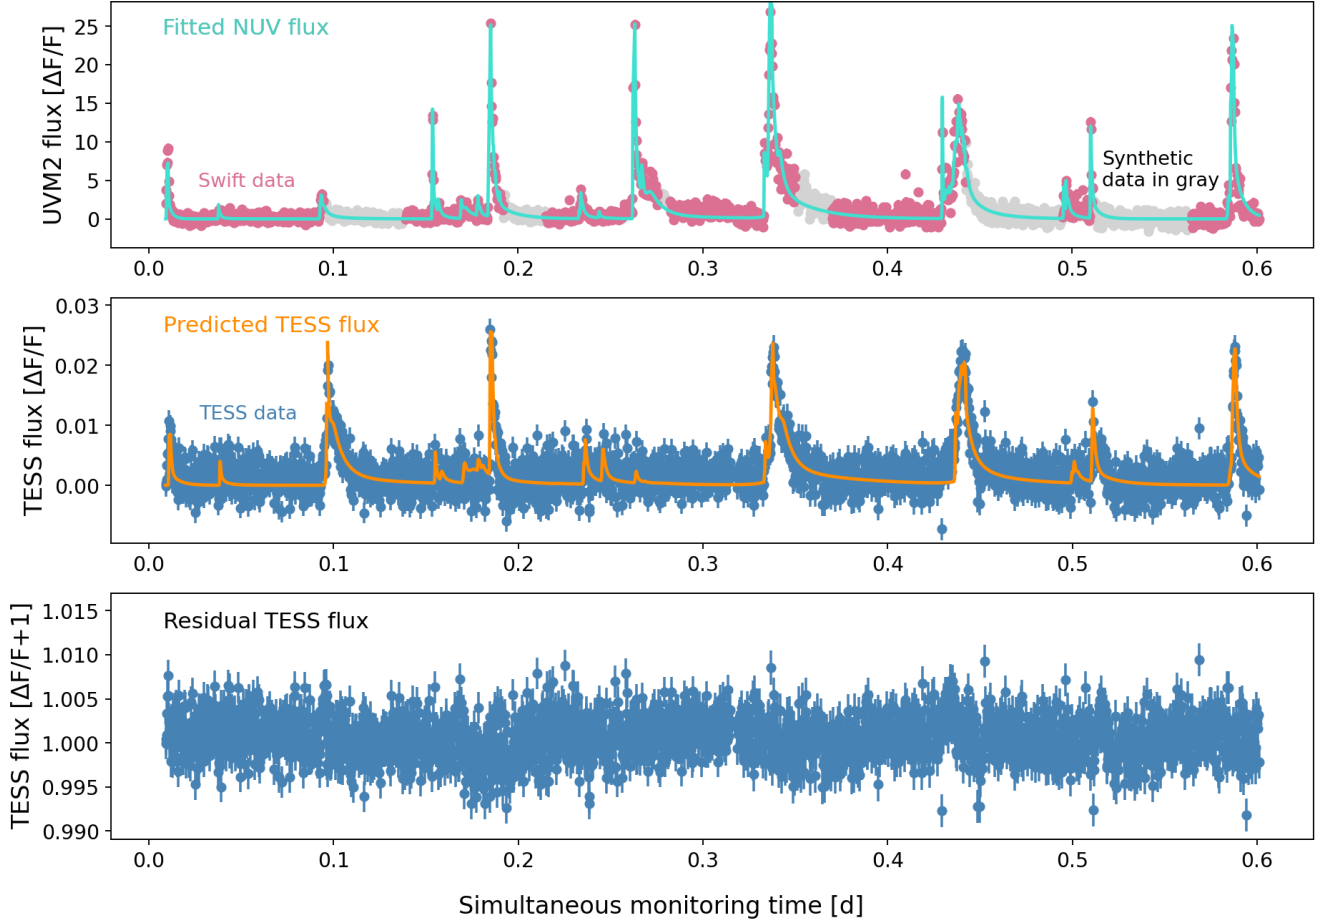 Fitted NUV flux
UVM2 flux [ΔF/F]
25
20
15
10
5
0
Swift data
Synthetic
data in gray
0.0 0.1 0.2 0.3 0.4 0.5 0.6
Predicted TESS flux
TESS flux [ΔF/F]
0.03
0.02
0.01
0.00
TESS data
0.0 0.1 0.2 0.3 0.4 0.5 0.6
Residual TESS flux
TESS flux [ΔF/F+1]
1.015
1.010
1.005
1.000
0.995
0.990
0.0 0.1 0.2 0.3 0.4 0.5 0.6
Simultaneous monitoring time [d]